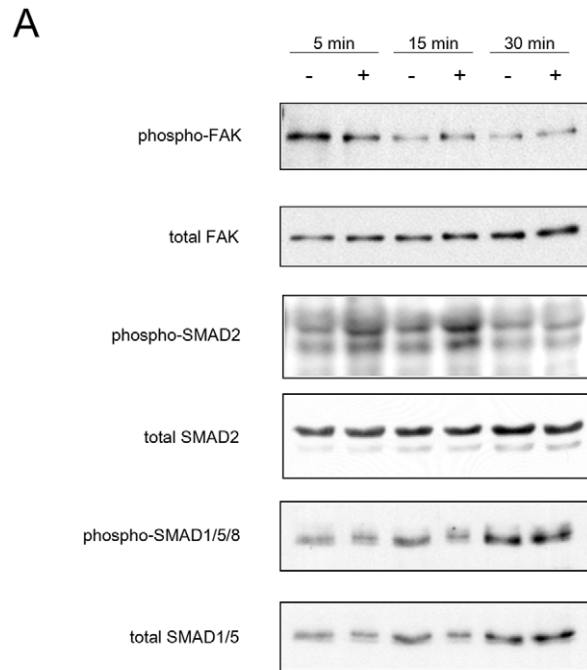 A
5 min 15 min 30 min
- + - + - +
phospho-FAK
total FAK
phospho-SMAD2
total SMAD2
phospho-SMAD1/5/8
total SMAD1/5